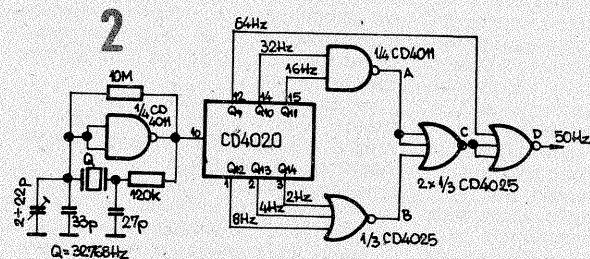 2
64Hz
32Hz
1/4 CD4011
16Hz
A
10M
1/4 CD
4011
12 14 15
Q9 Q10 Q11
10
CD4020
C
D
50Hz
Q
120k
Q12 Q13 Q14
1 2 3
2Hz
4Hz
8Hz
B
2 x 1/3 CD4025
1/3 CD4025
2÷22p
33p
27p
Q = 32768Hz